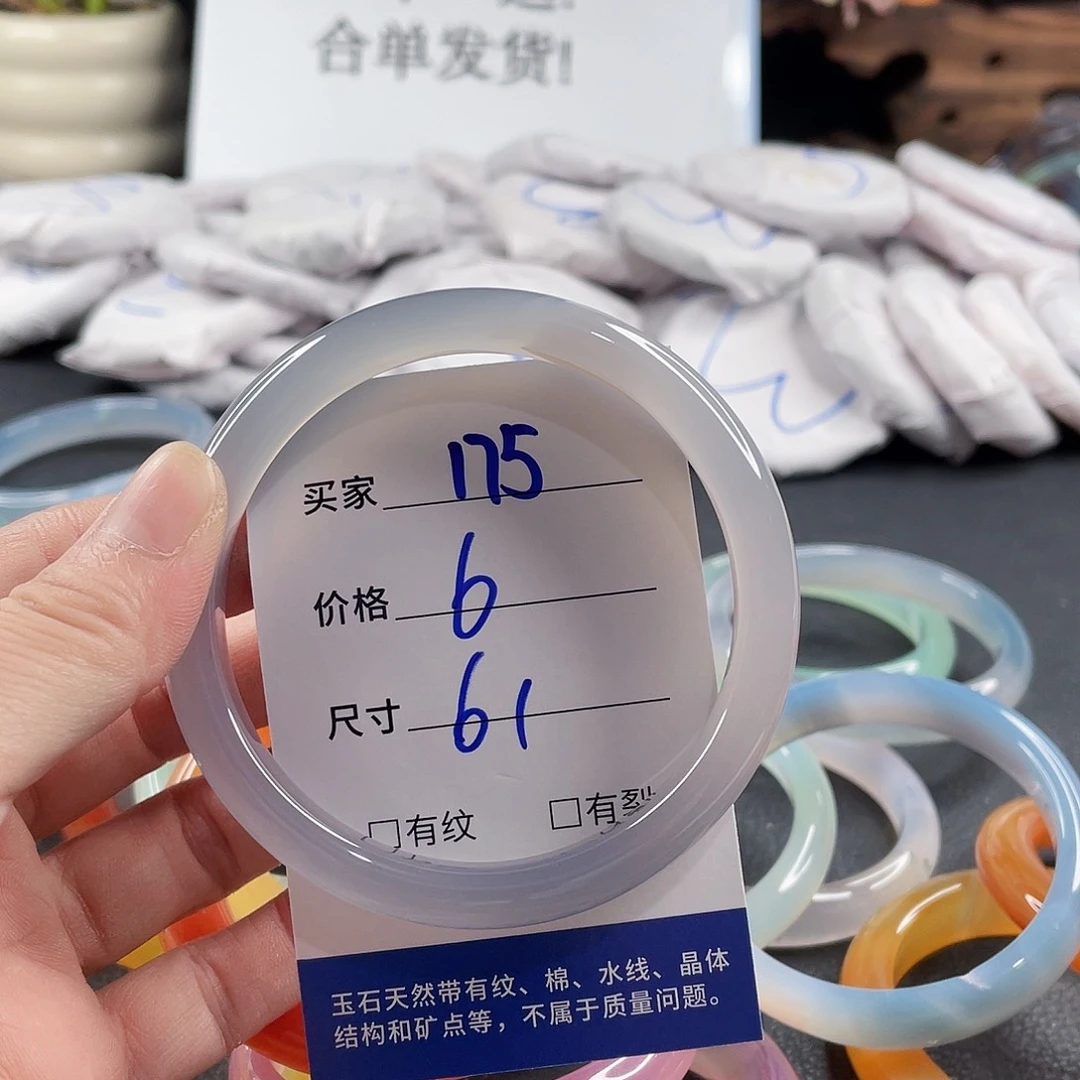 合单发货!
买家 175
价格 6
尺寸 61
□有纹 □有裂
玉石天然带有纹、棉、水线、晶体
结构和矿点等，不属于质量问题。